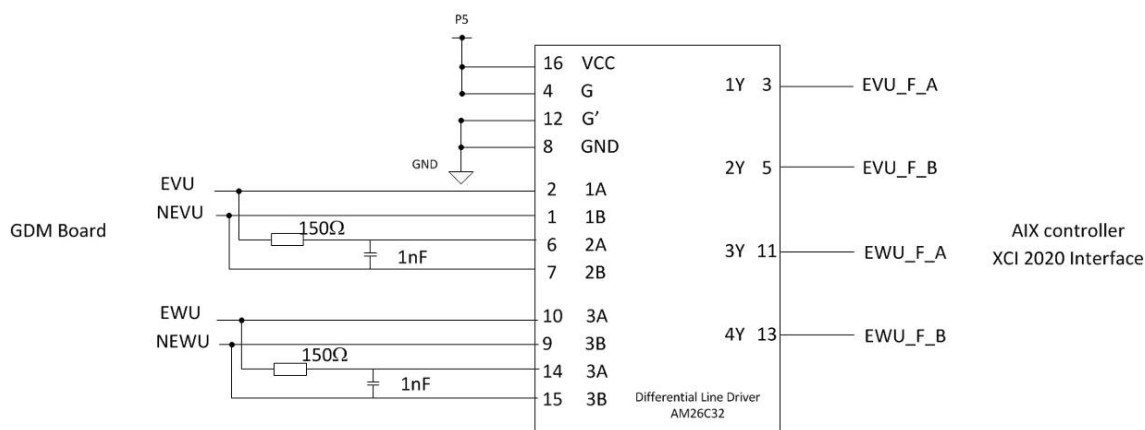 P5
16 VCC
4 G
12 G'
8 GND
GND
EVU
2 1A
NEVU
1 1B
150Ω
6 2A
1nF
7 2B
EWU
10 3A
NEWU
9 3B
150Ω
14 3A
1nF
15 3B
GDM Board
1Y 3 EVU_F_A
2Y 5 EVU_F_B
3Y 11 EWU_F_A
4Y 13 EWU_F_B
Differential Line Driver
AM26C32
AIX controller
XCI 2020 Interface